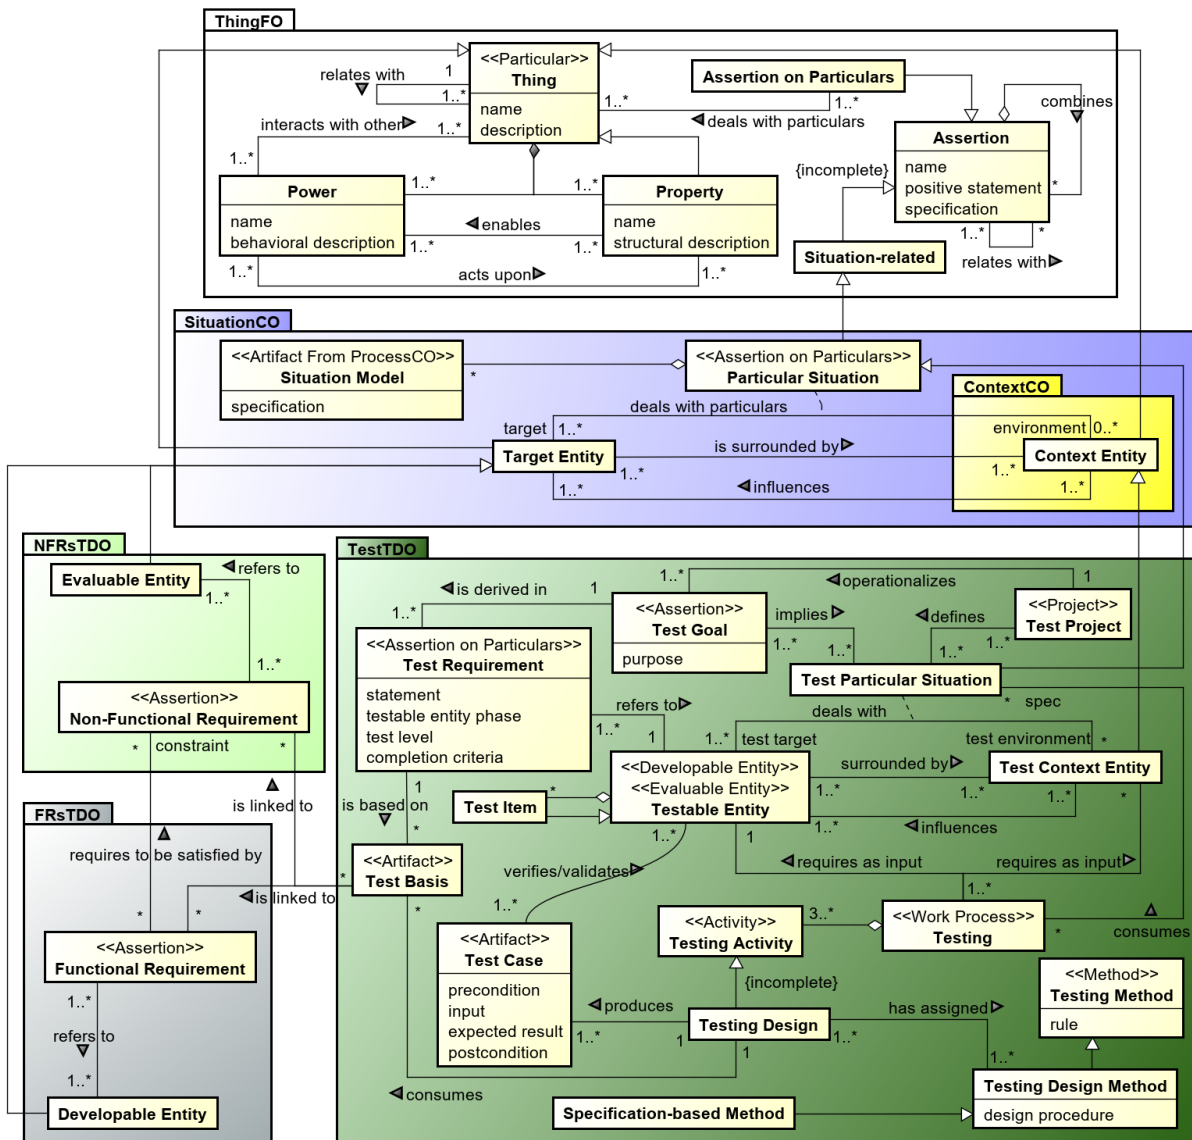 ThingFO
<<Particular>>
Thing
name
description
relates with
1
1..*
interacts with other
1..*
1..*
Assertion on Particulars
1..*
1..*
deals with particulars
combines
Assertion
name
positive statement
specification
*
{incomplete}
1..*
*
relates with
Situation-related
Power
name
behavioral description
1..*
1..*
Property
name
structural description
enables
1..*
1..*
1..*
acts upon
1..*
SituationCO
<<Artifact From ProcessCO>>
Situation Model
specification
*
<<Assertion on Particulars>>
Particular Situation
ContextCO
deals with particulars
target
1..*
environment
0..*
Target Entity
is surrounded by
Context Entity
1..*
1..*
1..*
influences
1..*
NFRsTDO
Evaluable Entity
refers to
1..*
1..*
<<Assertion>>
Non-Functional Requirement
*
constraint
*
is linked to
FRsTDO
requires to be satisfied by
is linked to
*
*
<<Assertion>>
Functional Requirement
1..*
refers to
1..*
Developable Entity
TestTDO
is derived in
1
1..*
1..*
operationalizes
1
<<Assertion>>
Test Goal
purpose
implies
1..*
1..*
defines
1..*
1..*
<<Project>>
Test Project
<<Assertion on Particulars>>
Test Requirement
statement
testable entity phase
test level
completion criteria
Test Particular Situation
*
spec
refers to
1..*
1
deals with
1..*
test target
test environment
*
<<Developable Entity>>
<<Evaluable Entity>>
Testable Entity
surrounded by
1..*
1..*
Test Context Entity
1..*
influences
1..*
*
Test Item
*
1
is based on
*
<<Artifact>>
Test Basis
*
*
1..*
1
verifies/validates
1..*
requires as input
requires as input
1..*
<<Activity>>
Testing Activity
3..*
<<Work Process>>
Testing
*
consumes
<<Artifact>>
Test Case
precondition
input
expected result
postcondition
{incomplete}
produces
1..*
1
Testing Design
1
1..*
has assigned
1..*
<<Method>>
Testing Method
rule
consumes
Specification-based Method
Testing Design Method
design procedure